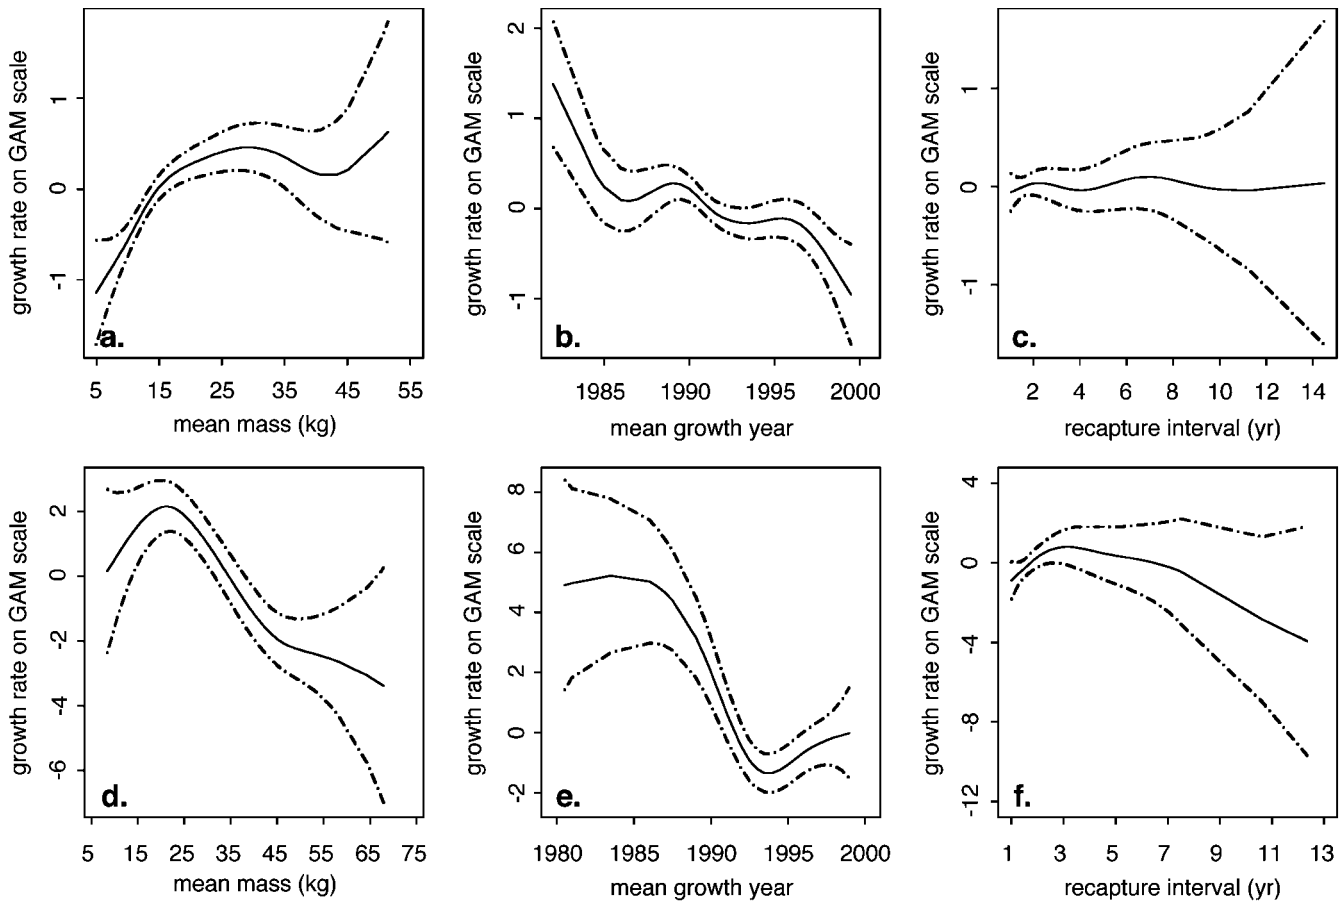 growth rate on GAM scale
1
0
-1
a.
5 15 25 35 45 55
mean mass (kg)
growth rate on GAM scale
2
1
0
-1
b.
1985 1990 1995 2000
mean growth year
growth rate on GAM scale
1
0
-1
c.
2 4 6 8 10 12 14
recapture interval (yr)
growth rate on GAM scale
2
0
-2
-4
-6
d.
5 15 25 35 45 55 65 75
mean mass (kg)
growth rate on GAM scale
8
6
4
2
0
-2
e.
1980 1985 1990 1995 2000
mean growth year
growth rate on GAM scale
4
0
-4
-8
-12
f.
1 3 5 7 9 11 13
recapture interval (yr)